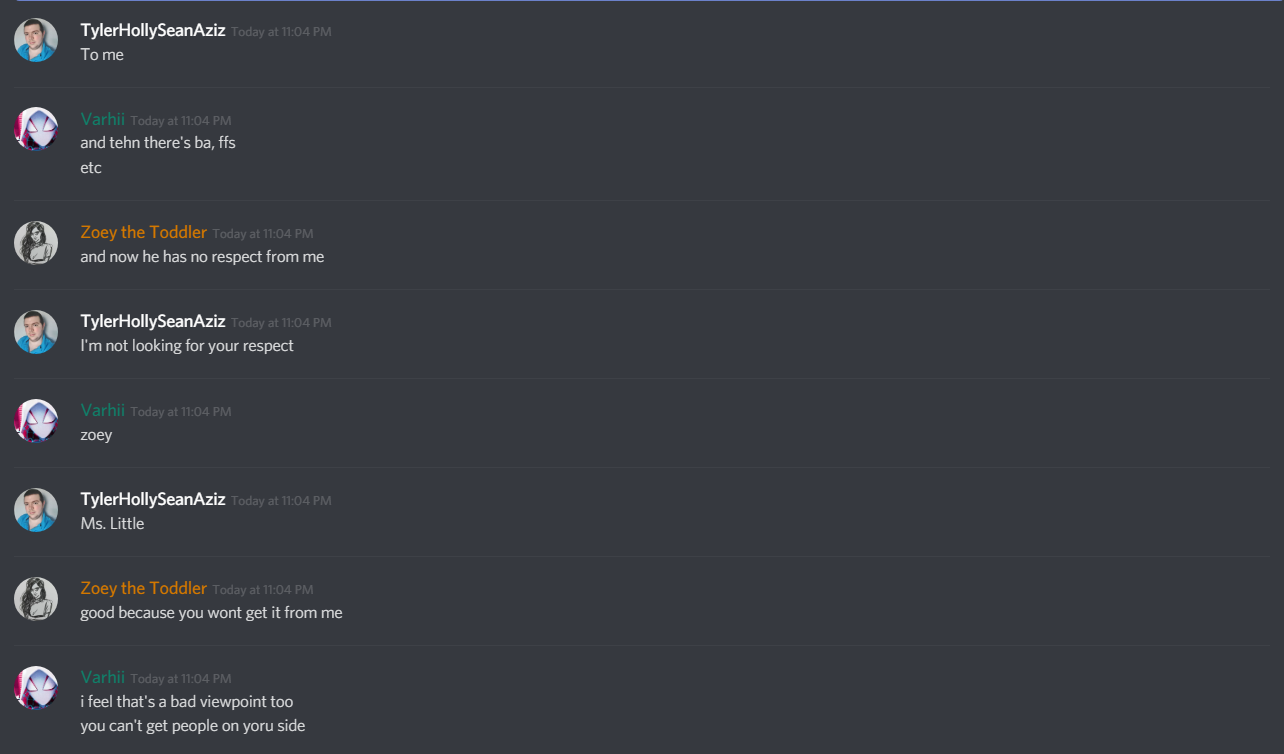 TylerHollySeanAziz Today at 11:04 PM
To me
Varhii Today at 11:04 PM
and tehn there's ba, ffs
etc
Zoey the Toddler Today at 11:04 PM
and now he has no respect from me
TylerHollySeanAziz Today at 11:04 PM
I'm not looking for your respect
Varhii Today at 11:04 PM
zoey
TylerHollySeanAziz Today at 11:04 PM
Ms. Little
Zoey the Toddler Today at 11:04 PM
good because you wont get it from me
Varhii Today at 11:04 PM
i feel that's a bad viewpoint too
you can't get people on yoru side